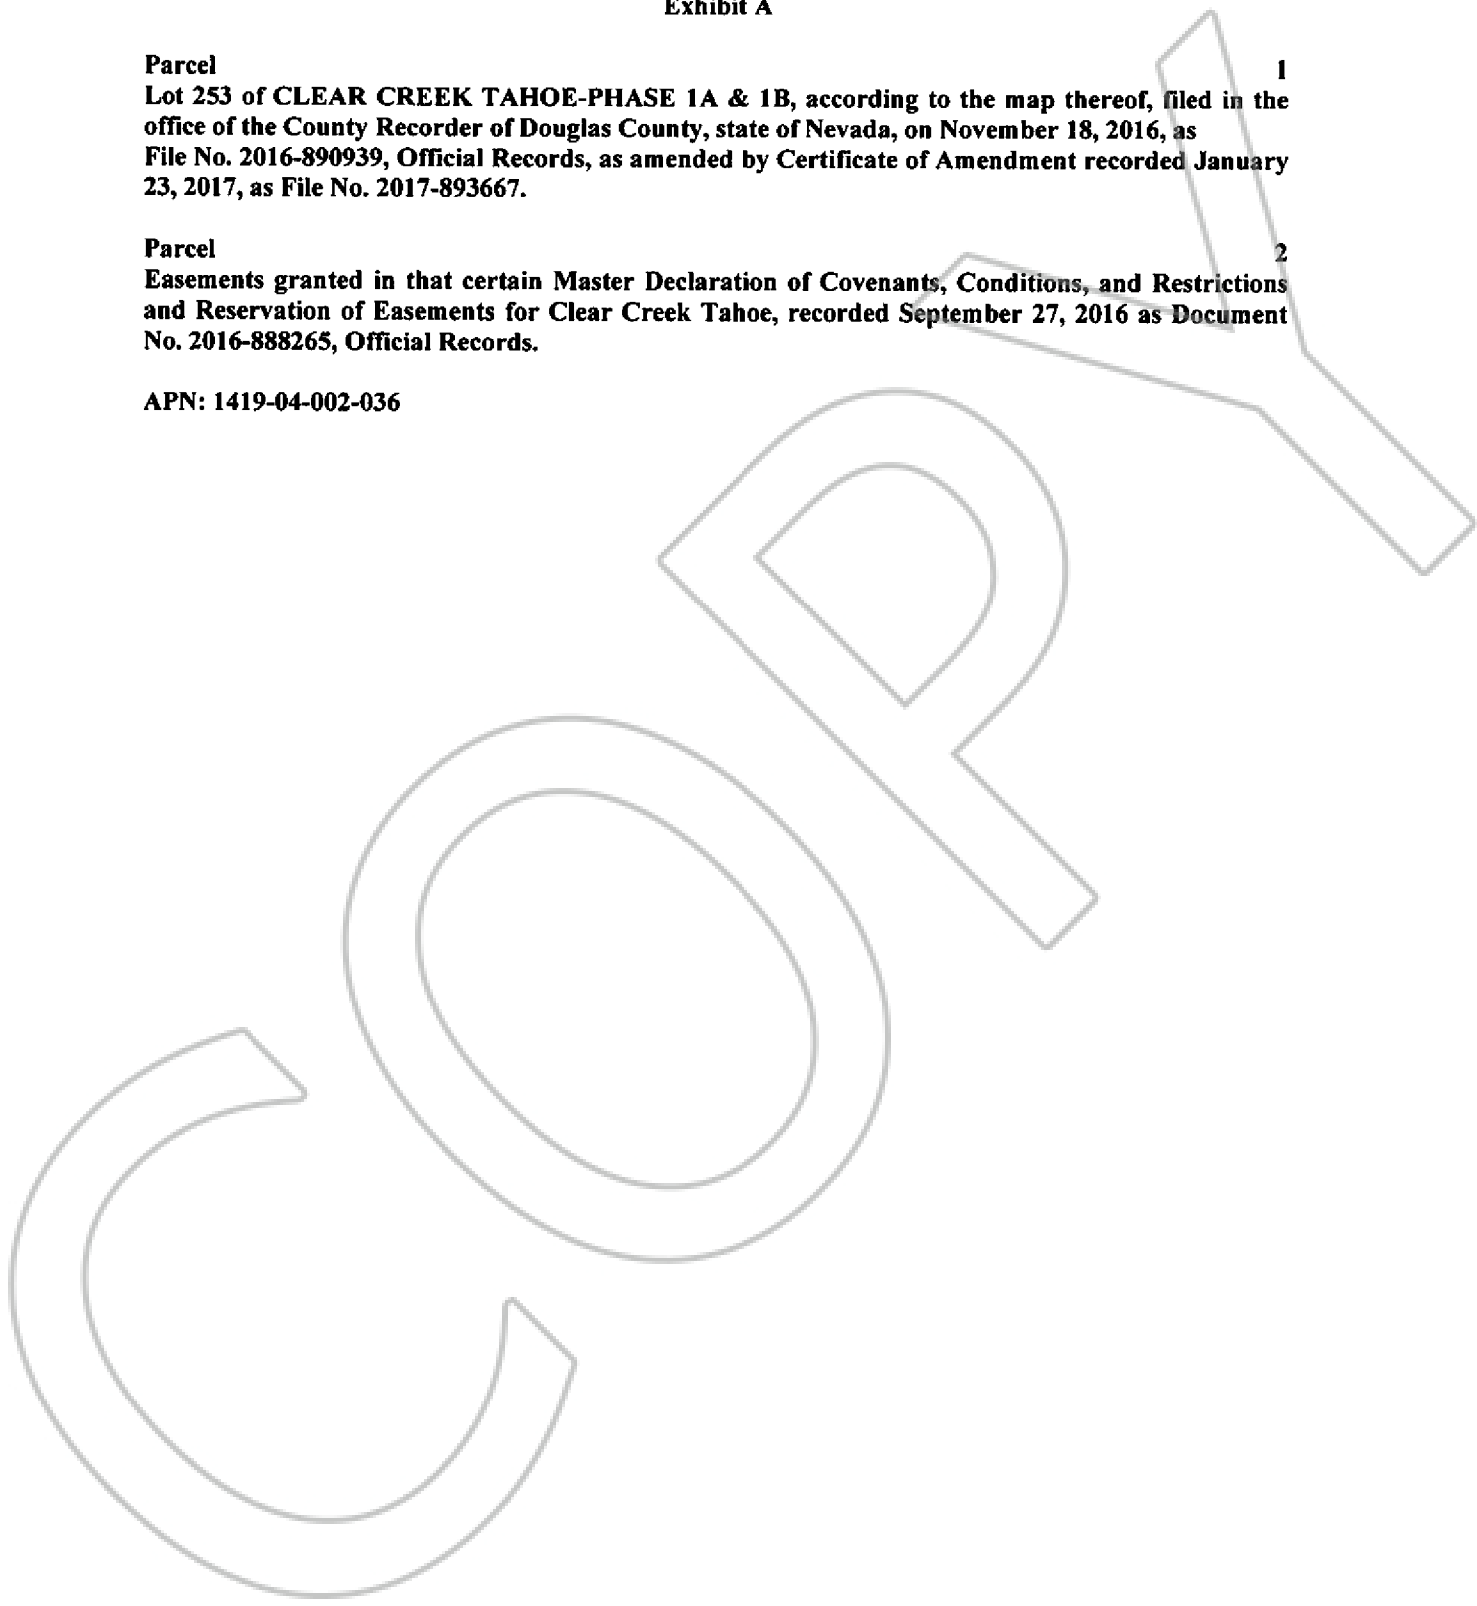 Exhibit A
Parcel 1
Lot 253 of CLEAR CREEK TAHOE-PHASE 1A & 1B, according to the map thereof, filed in the
office of the County Recorder of Douglas County, state of Nevada, on November 18, 2016, as
File No. 2016-890939, Official Records, as amended by Certificate of Amendment recorded January
23, 2017, as File No. 2017-893667.
Parcel 2
Easements granted in that certain Master Declaration of Covenants, Conditions, and Restrictions
and Reservation of Easements for Clear Creek Tahoe, recorded September 27, 2016 as Document
No. 2016-888265, Official Records.
APN: 1419-04-002-036
COPY